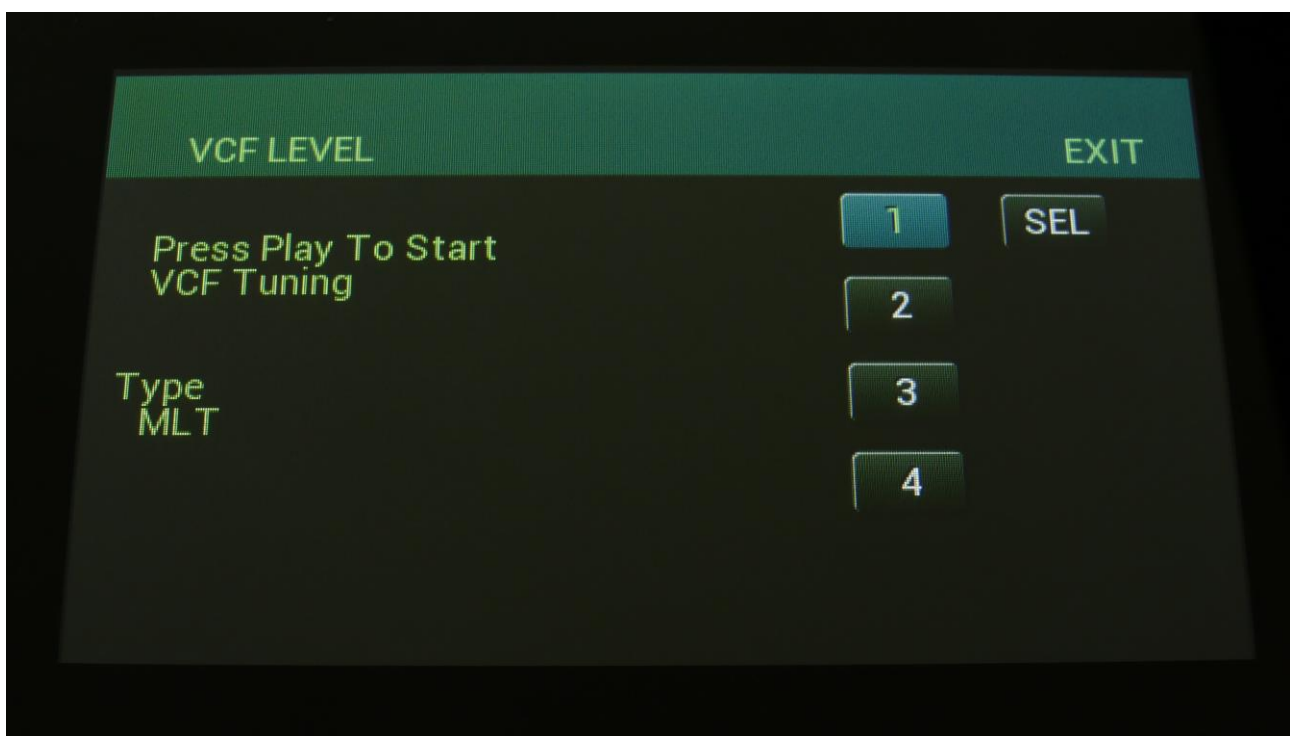 VCF LEVEL EXIT
1 SEL
Press Play To Start
VCF Tuning
2
Type
MLT
3
4